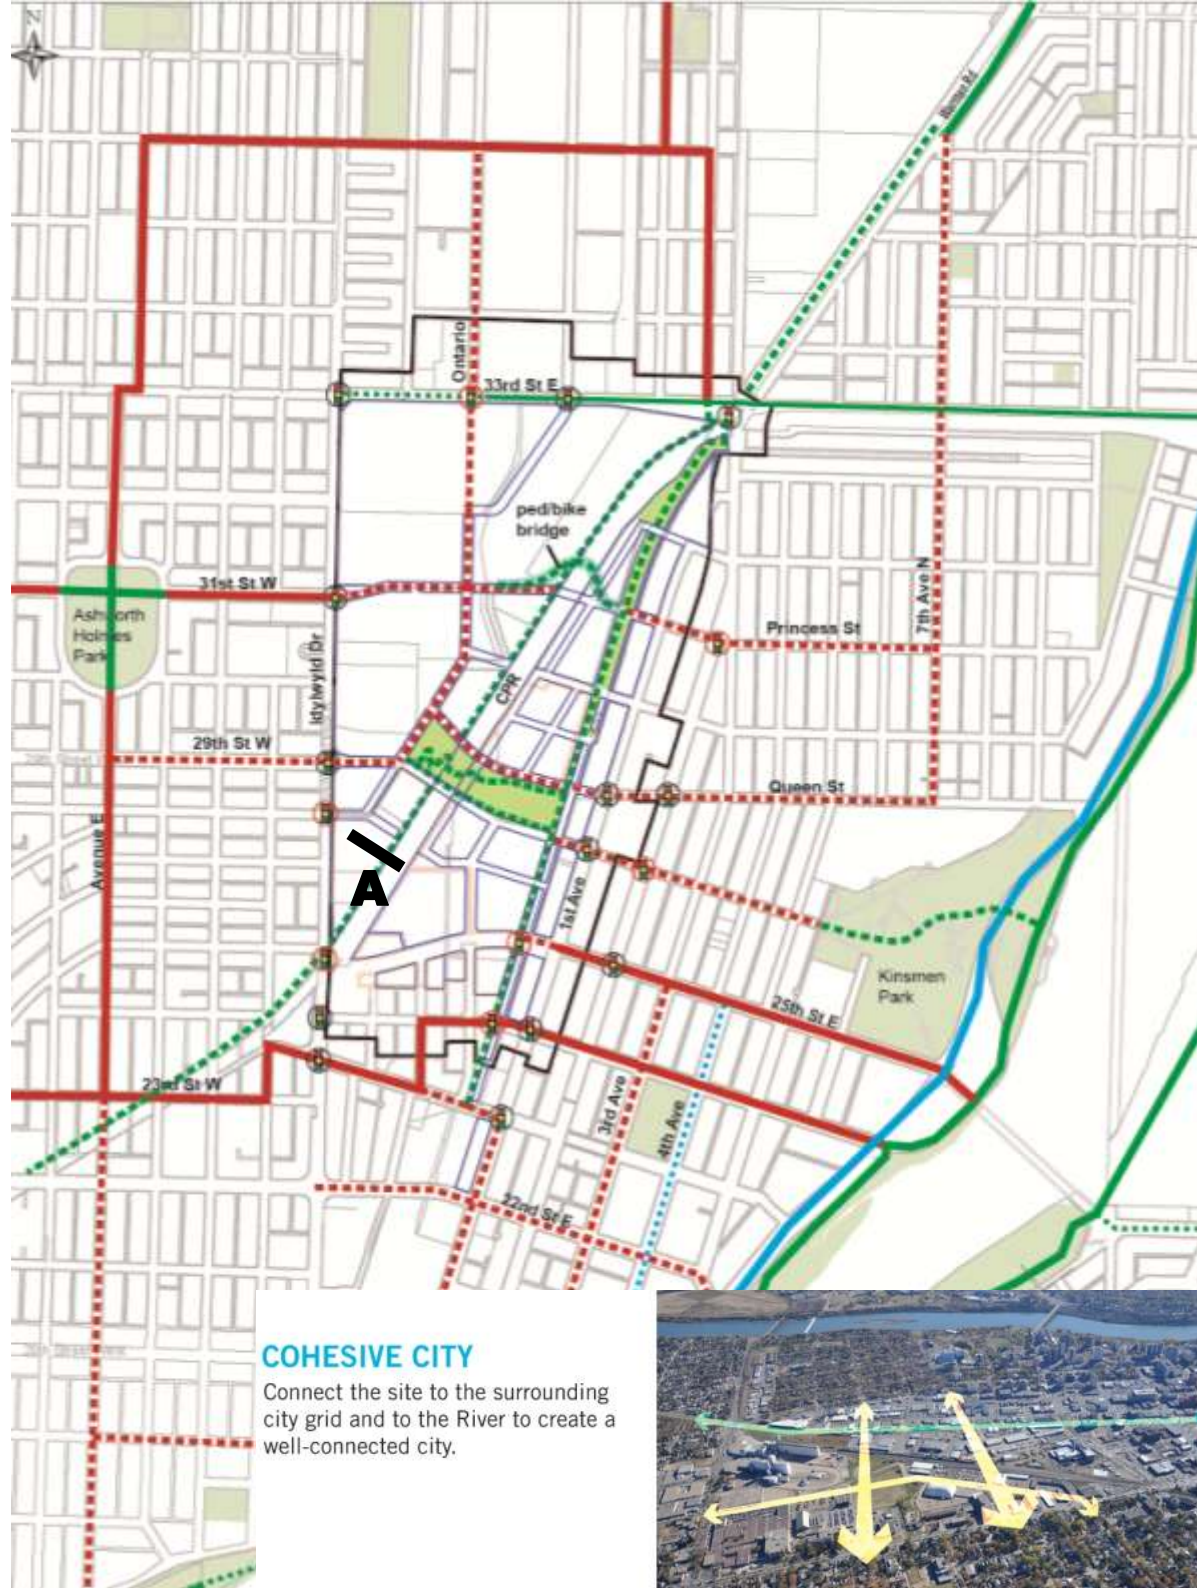 N
Warman Rd
Ontario
33rd St E
ped/bike
bridge
31st St W
Ashworth
Holmes
Park
Idylwyld Dr
CPR
Princess St
7th Ave N
29th St W
Queen St
Avenue E
A
1st Ave
Kinsmen
Park
25th St E
23rd St W
3rd Ave
4th Ave
22nd St E
COHESIVE CITY
Connect the site to the surrounding
city grid and to the River to create a
well-connected city.